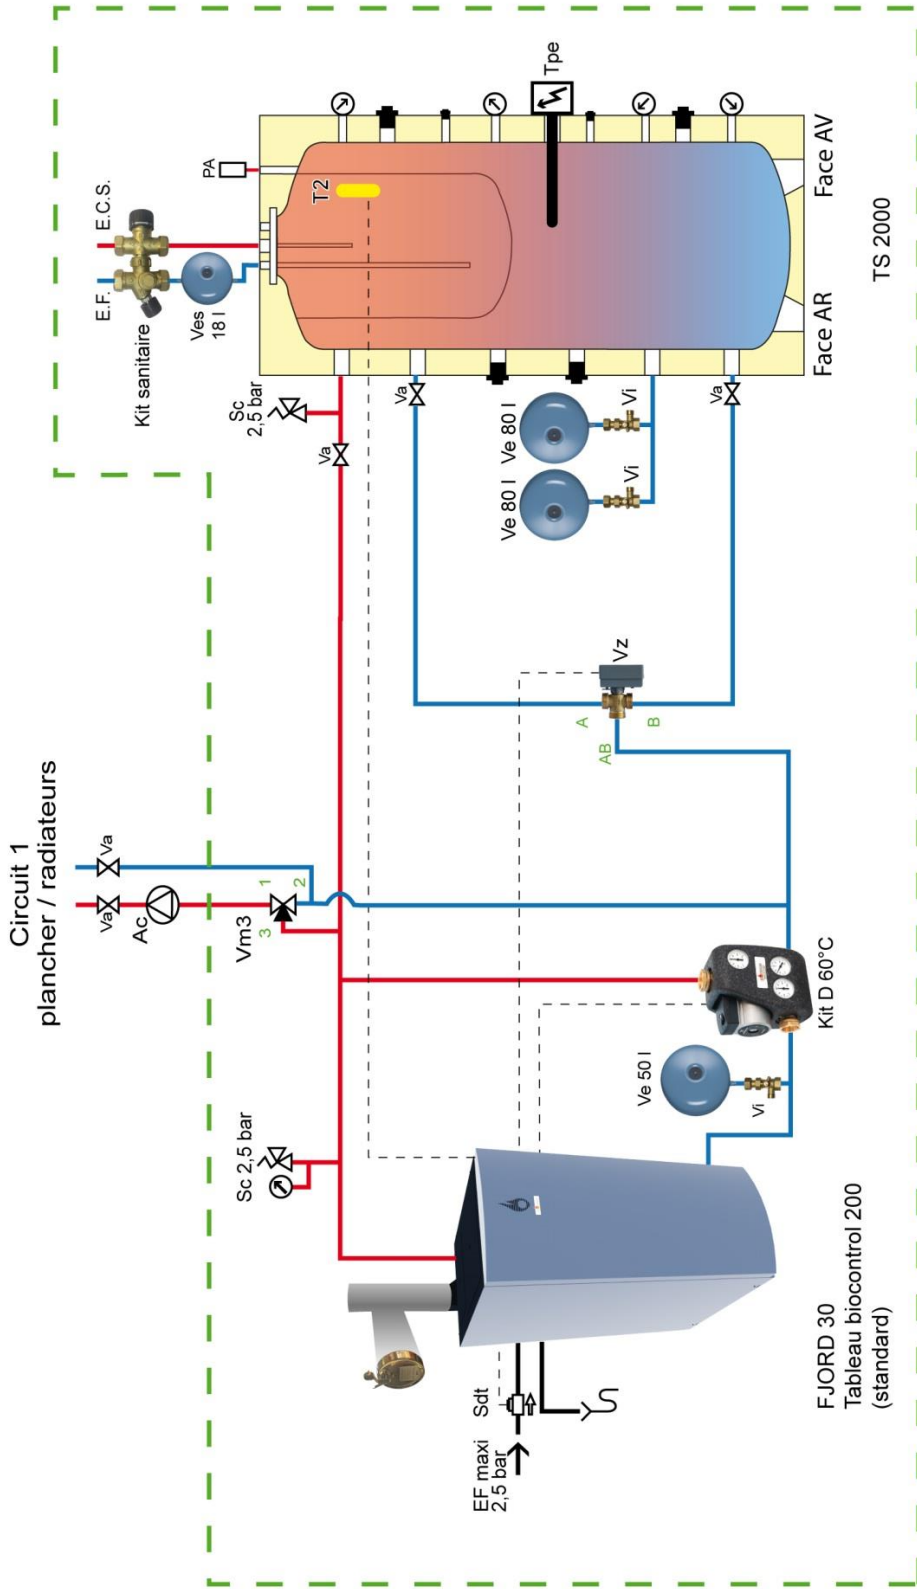 Circuit 1
plancher / radiateurs
Va
Va
Ac
Vm3
1
2
3
E.F.
E.C.S.
Kit sanitaire
Ves
18 l
PA
T2
Tpe
Sc
2,5 bar
Va
Va
Va
Face AR
Face AV
TS 2000
Ve 80 l
Ve 80 l
Vi
Vi
Vz
A
B
AB
Sc 2,5 bar
Kit D 60°C
Ve 50 l
Vi
Sdt
EF maxi
2,5 bar
FJORD 30
Tableau biocontrol 200
(standard)